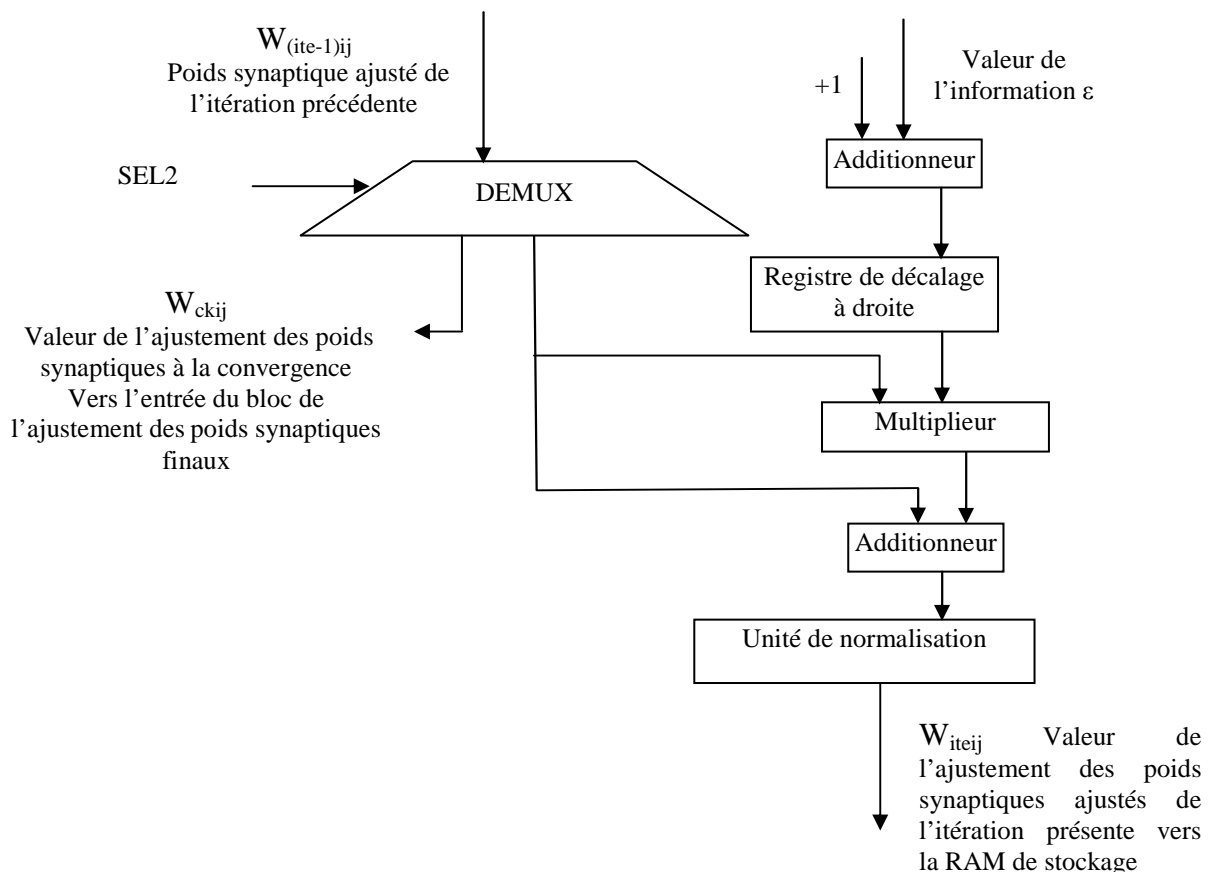 W(ite-1)ij
Poids synaptique ajusté de
l'itération précédente
+1
Valeur de
l'information ε
Additionneur
SEL2
DEMUX
Registre de décalage
à droite
Wckij
Valeur de l'ajustement des poids
synaptiques à la convergence
Vers l'entrée du bloc de
l'ajustement des poids synaptiques
finaux
Multiplieur
Additionneur
Unité de normalisation
Witeij Valeur de
l'ajustement des poids
synaptiques ajustés de
l'itération présente vers
la RAM de stockage